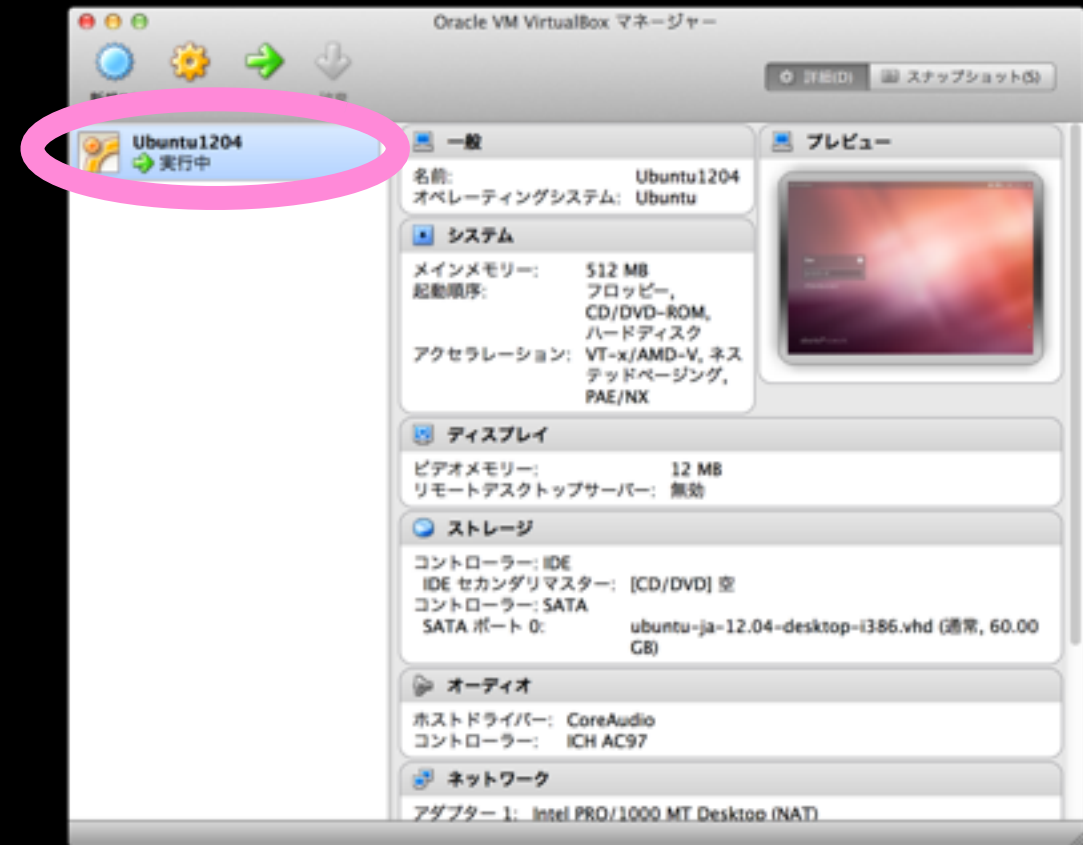 Oracle VM VirtualBox マネージャー
詳細(D)
スナップショット(S)
Ubuntu1204
実行中
一般
名前: Ubuntu1204
オペレーティングシステム: Ubuntu
プレビュー
システム
メインメモリー: 512 MB
起動順序: フロッピー,
CD/DVD-ROM,
ハードディスク
アクセラレーション: VT-x/AMD-V, ネス
テッドページング,
PAE/NX
ディスプレイ
ビデオメモリー: 12 MB
リモートデスクトップサーバー: 無効
ストレージ
コントローラー: IDE
IDE セカンダリマスター: [CD/DVD] 空
コントローラー: SATA
SATA ポート 0: ubuntu-ja-12.04-desktop-i386.vhd (通常, 60.00
GB)
オーディオ
ホストドライバー: CoreAudio
コントローラー: ICH AC97
ネットワーク
アダプター 1: Intel PRO/1000 MT Desktop (NAT)